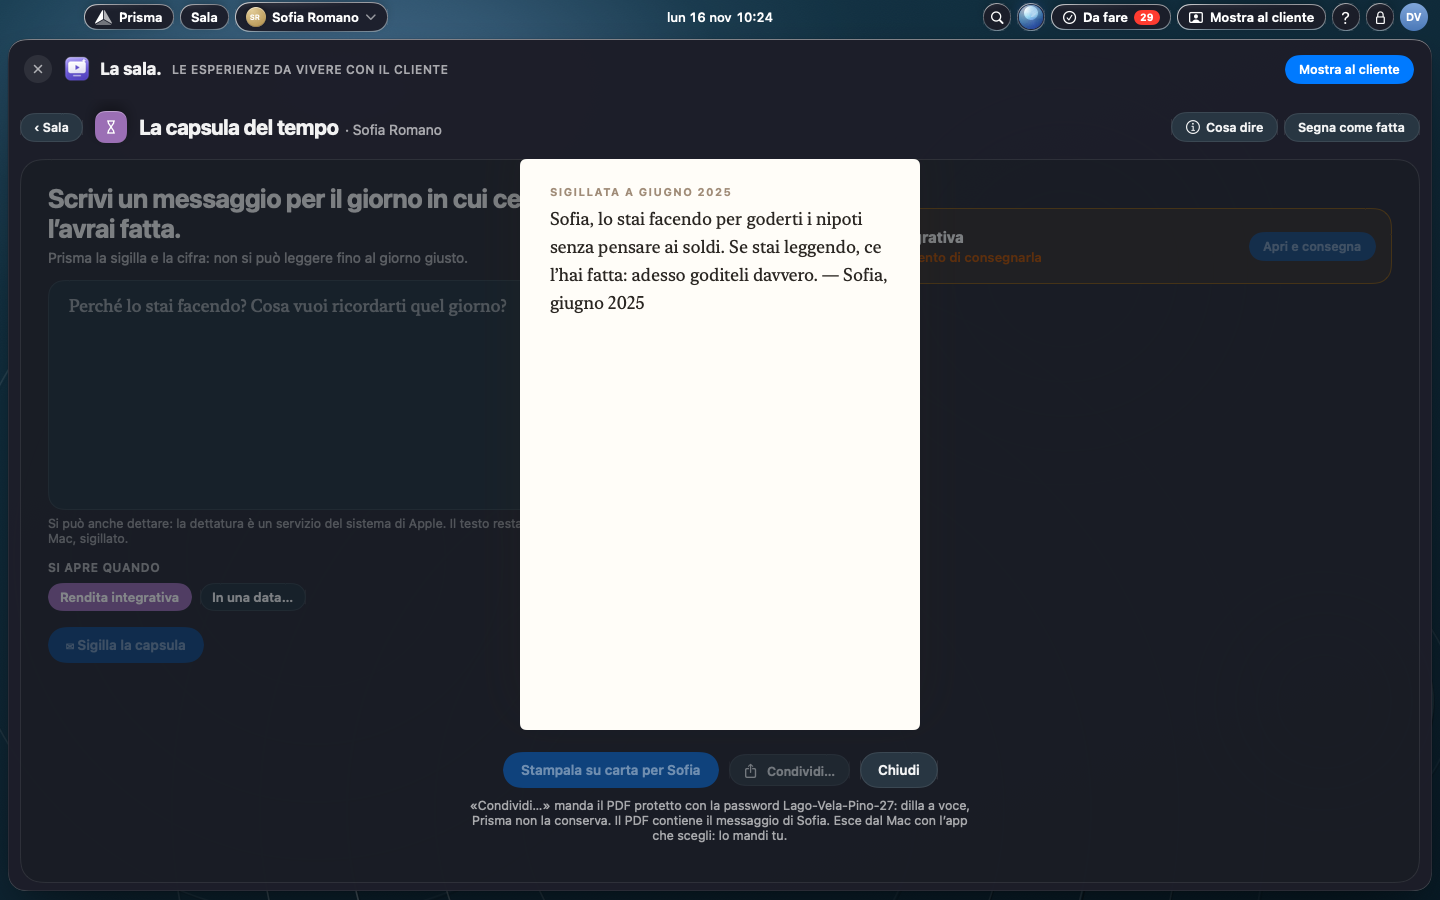 Prisma
Sala
SR Sofia Romano
lun 16 nov 10:24
Da fare 29
Mostra al cliente
?
DV
La sala. LE ESPERIENZE DA VIVERE CON IL CLIENTE
Mostra al cliente
‹ Sala
La capsula del tempo · Sofia Romano
Cosa dire
Segna come fatta
Scrivi un messaggio per il giorno in cui ce
l’avrai fatta.
Prisma la sigilla e la cifra: non si può leggere fino al giorno giusto.
Perché lo stai facendo? Cosa vuoi ricordarti quel giorno?
Si può anche dettare: la dettatura è un servizio del sistema di Apple. Il testo resta
Mac, sigillato.
SI APRE QUANDO
Rendita integrativa
In una data...
Sigilla la capsula
SIGILLATA A GIUGNO 2025
Sofia, lo stai facendo per goderti i nipoti
senza pensare ai soldi. Se stai leggendo, ce
l’hai fatta: adesso goditeli davvero. — Sofia,
giugno 2025
di consegnarla
Apri e consegna
Stampala su carta per Sofia
Condividi...
Chiudi
«Condividi...» manda il PDF protetto con la password Lago-Vela-Pino-27: dilla a voce,
Prisma non la conserva. Il PDF contiene il messaggio di Sofia. Esce dal Mac con l’app
che scegli: lo mandi tu.